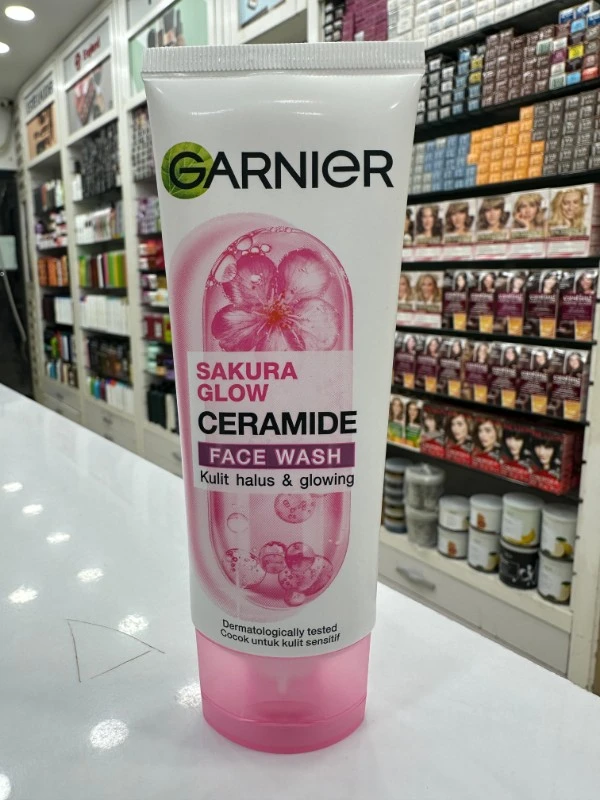 GARNIER
SAKURA
GLOW
CERAMIDE
FACE WASH
Kulit halus & glowing
Dermatologically tested
Cocok untuk kulit sensitif